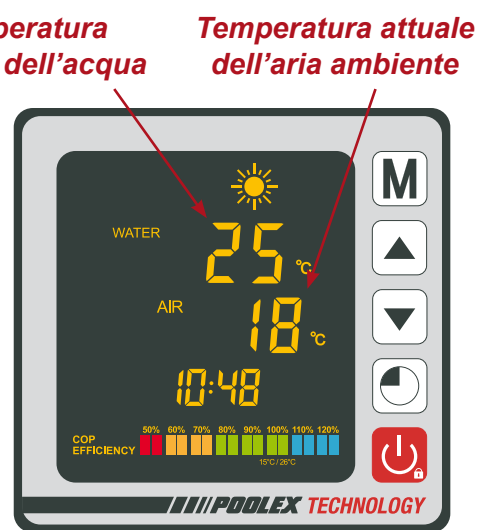 Temperatura attuale
dell'aria ambiente
dell'acqua
M
WATER 25 °C
AIR 18 °C
10:48
50% 60% 70% 80% 90% 100% 110% 120%
COP
EFFICIENCY
15°C / 26°C
POOLEX TECHNOLOGY